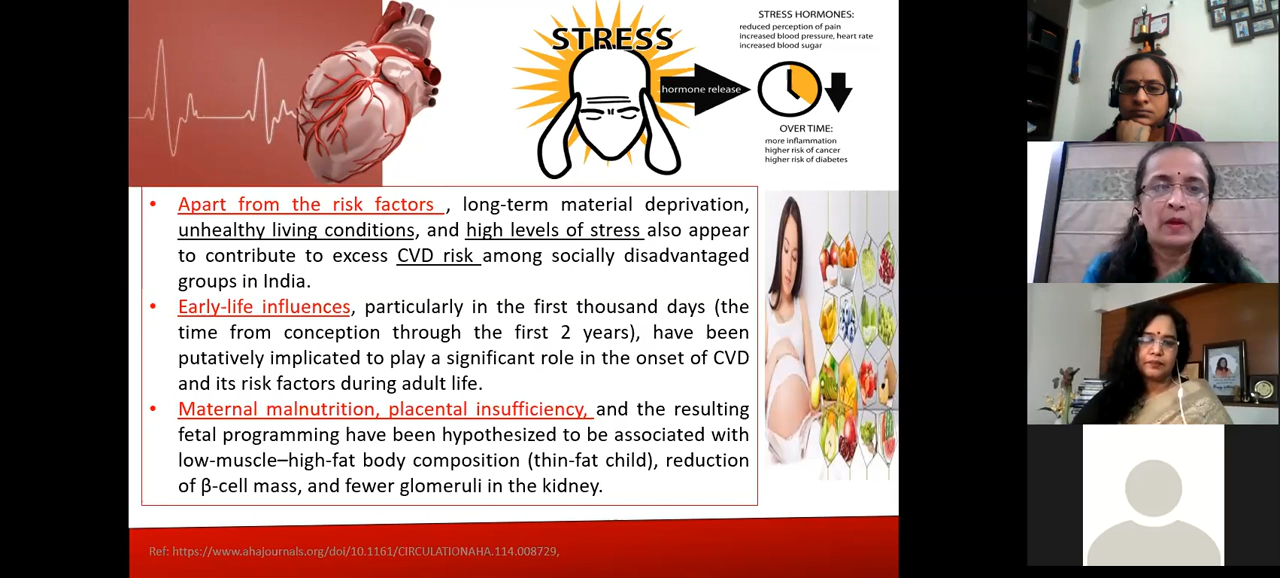 STRESS
hormone release
STRESS HORMONES:
reduced perception of pain
increased blood pressure, heart rate
increased blood sugar
OVER TIME:
more inflammation
higher risk of cancer
higher risk of diabetes
• Apart from the risk factors , long-term material deprivation,
unhealthy living conditions, and high levels of stress also appear
to contribute to excess CVD risk among socially disadvantaged
groups in India.
• Early-life influences, particularly in the first thousand days (the
time from conception through the first 2 years), have been
putatively implicated to play a significant role in the onset of CVD
and its risk factors during adult life.
• Maternal malnutrition, placental insufficiency, and the resulting
fetal programming have been hypothesized to be associated with
low-muscle–high-fat body composition (thin-fat child), reduction
of β-cell mass, and fewer glomeruli in the kidney.
Ref: https://www.ahajournals.org/doi/10.1161/CIRCULATIONAHA.114.008729,